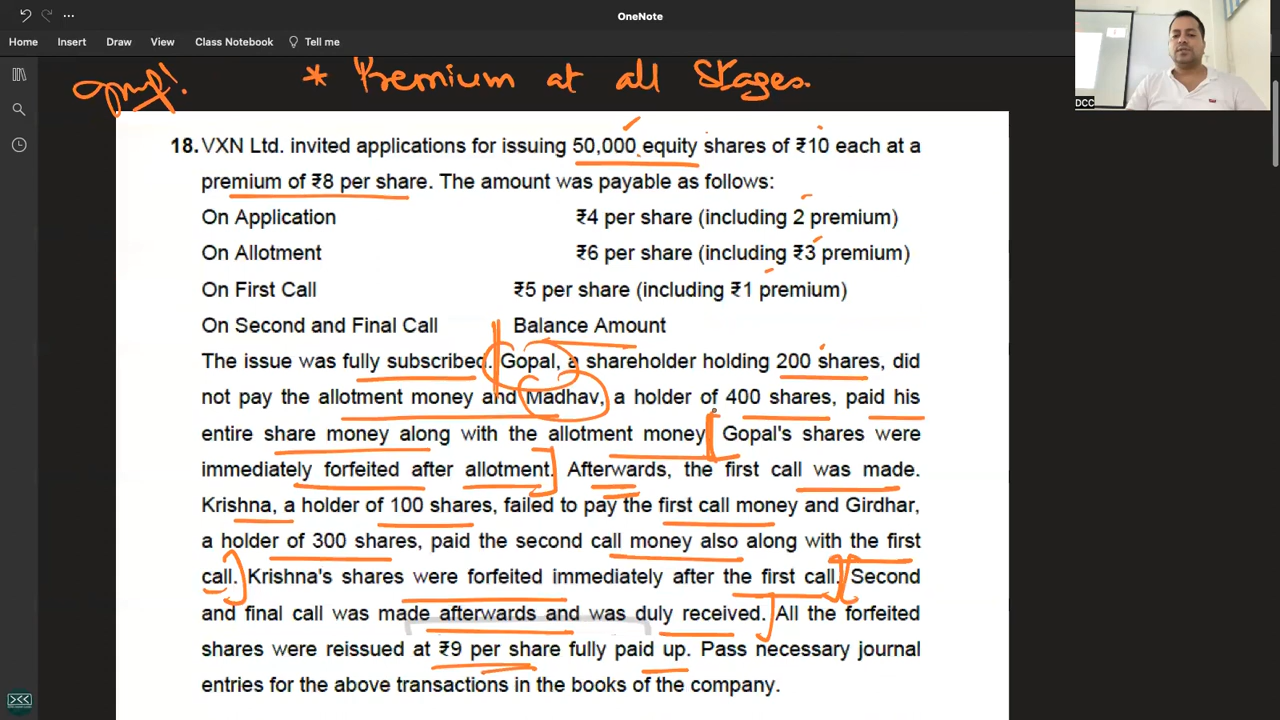 OneNote
Home Insert Draw View Class Notebook Tell me
* Premium at all Stages.
DCC
18. VXN Ltd. invited applications for issuing 50,000 equity shares of ₹10 each at a
premium of ₹8 per share. The amount was payable as follows:
On Application ₹4 per share (including 2 premium)
On Allotment ₹6 per share (including ₹3 premium)
On First Call ₹5 per share (including ₹1 premium)
On Second and Final Call Balance Amount
The issue was fully subscribed. Gopal, a shareholder holding 200 shares, did
not pay the allotment money and Madhav, a holder of 400 shares, paid his
entire share money along with the allotment money. Gopal's shares were
immediately forfeited after allotment. Afterwards, the first call was made.
Krishna, a holder of 100 shares, failed to pay the first call money and Girdhar,
a holder of 300 shares, paid the second call money also along with the first
call. Krishna's shares were forfeited immediately after the first call. Second
and final call was made afterwards and was duly received. All the forfeited
shares were reissued at ₹9 per share fully paid up. Pass necessary journal
entries for the above transactions in the books of the company.